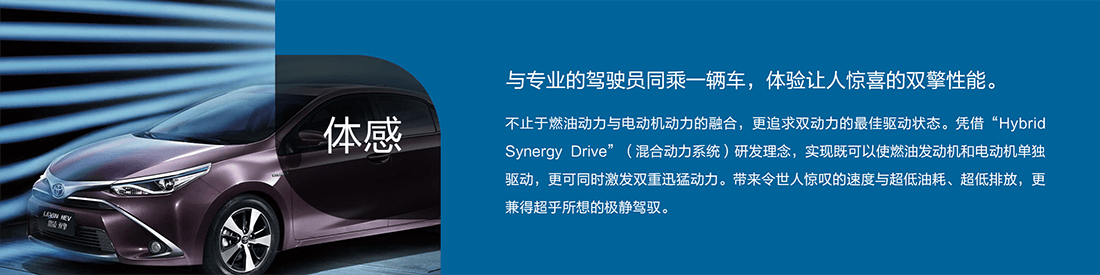 体感
LEVIN HEV
雷凌 双擎
与专业的驾驶员同乘一辆车，体验让人惊喜的双擎性能。
不止于燃油动力与电动机动力的融合，更追求双动力的最佳驱动状态。凭借“Hybrid
Synergy Drive”（混合动力系统）研发理念，实现既可以使燃油发动机和电动机单独
驱动，更可同时激发双重迅猛动力。带来令世人惊叹的速度与超低油耗、超低排放，更
兼得超乎所想的极静驾驭。